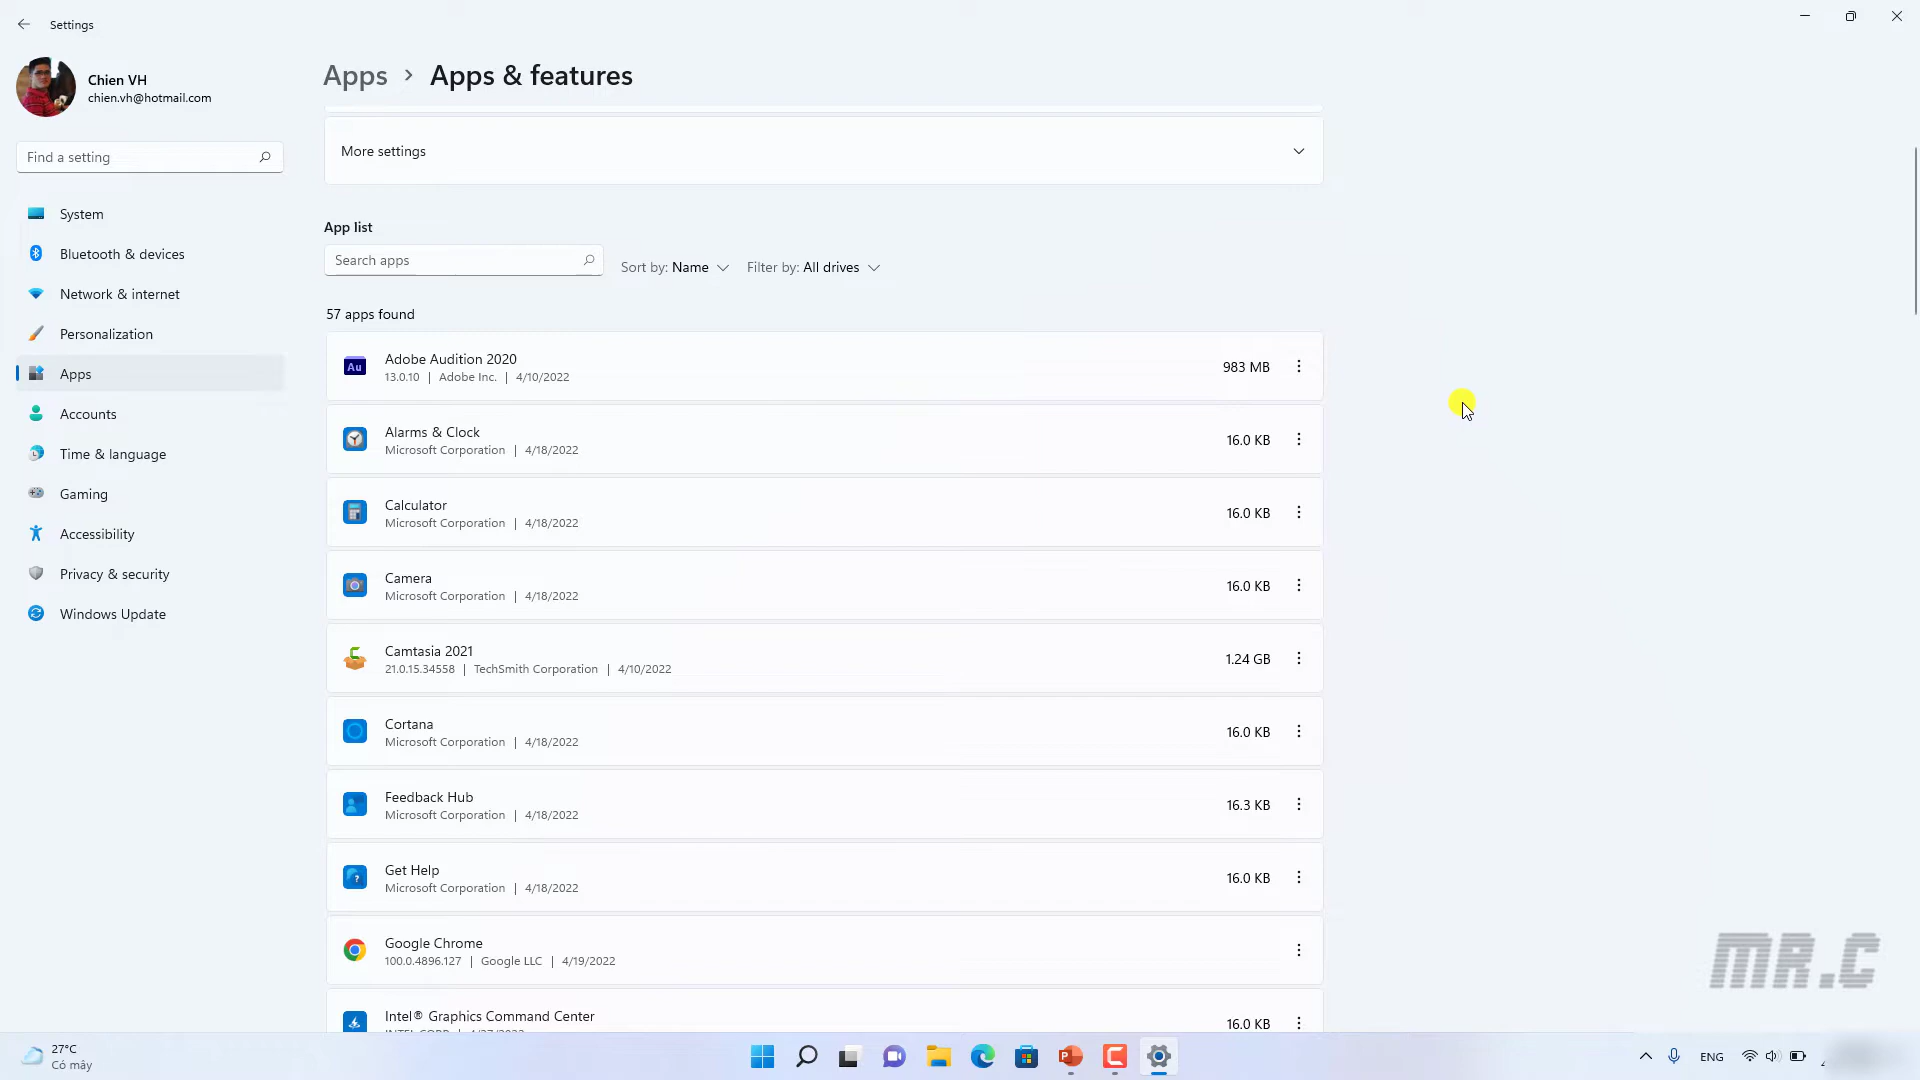 Settings
Chien VH
chien.vh@hotmail.com
Find a setting
System
Bluetooth & devices
Network & internet
Personalization
Apps
Accounts
Time & language
Gaming
Accessibility
Privacy & security
Windows Update
Apps > Apps & features
More settings
App list
Search apps
Sort by: Name
Filter by: All drives
57 apps found
Adobe Audition 2020
13.0.10 | Adobe Inc. | 4/10/2022
983 MB
Alarms & Clock
Microsoft Corporation | 4/18/2022
16.0 KB
Calculator
Microsoft Corporation | 4/18/2022
16.0 KB
Camera
Microsoft Corporation | 4/18/2022
16.0 KB
Camtasia 2021
21.0.15.34558 | TechSmith Corporation | 4/10/2022
1.24 GB
Cortana
Microsoft Corporation | 4/18/2022
16.0 KB
Feedback Hub
Microsoft Corporation | 4/18/2022
16.3 KB
Get Help
Microsoft Corporation | 4/18/2022
16.0 KB
Google Chrome
100.0.4896.127 | Google LLC | 4/19/2022
Intel® Graphics Command Center
16.0 KB
MR.C
27°C
Có mây
ENG